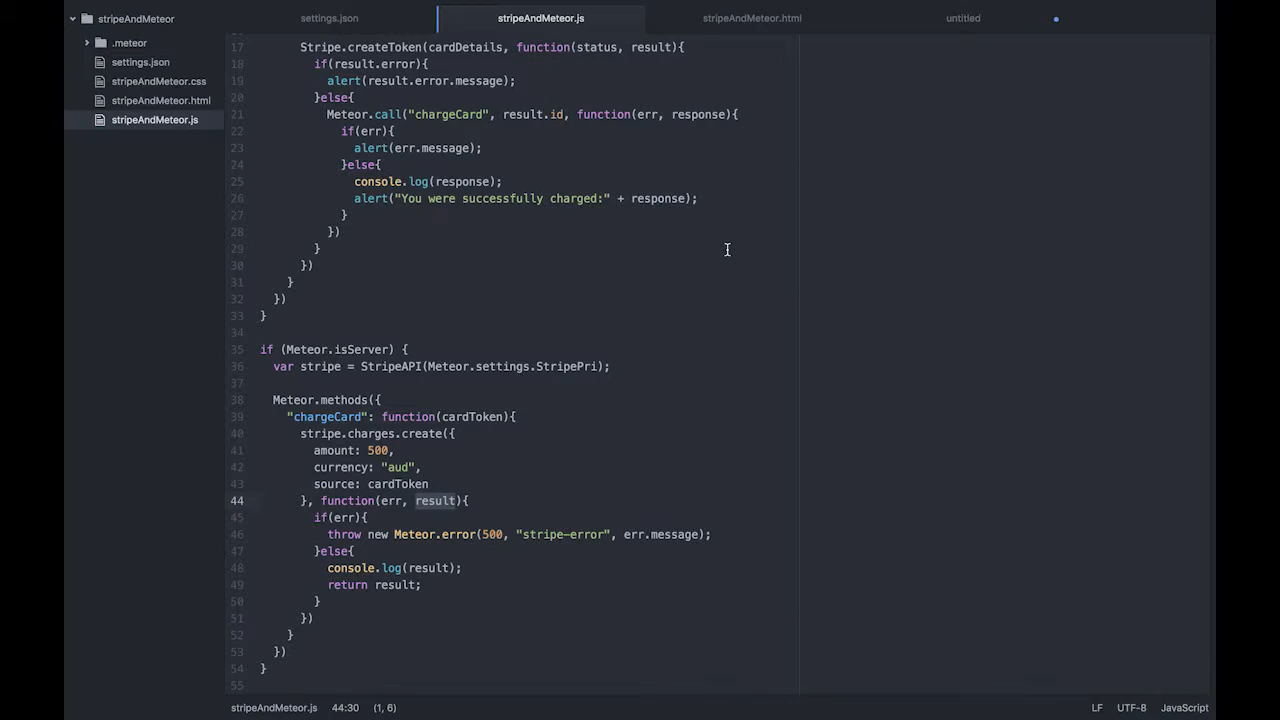 stripeAndMeteor
settings.json
stripeAndMeteor.js
stripeAndMeteor.html
untitled
.meteor
settings.json
stripeAndMeteor.css
stripeAndMeteor.html
stripeAndMeteor.js
17 Stripe.createToken(cardDetails, function(status, result){
18 if(result.error){
19 alert(result.error.message);
20 }else{
21 Meteor.call("chargeCard", result.id, function(err, response){
22 if(err){
23 alert(err.message);
24 }else{
25 console.log(response);
26 alert("You were successfully charged:" + response);
27 }
28 })
29 }
30 })
31 }
32 })
33 }
34
35 if (Meteor.isServer) {
36 var stripe = StripeAPI(Meteor.settings.StripePri);
37
38 Meteor.methods({
39 "chargeCard": function(cardToken){
40 stripe.charges.create({
41 amount: 500,
42 currency: "aud",
43 source: cardToken
44 }, function(err, result){
45 if(err){
46 throw new Meteor.error(500, "stripe-error", err.message);
47 }else{
48 console.log(result);
49 return result;
50 }
51 })
52 }
53 })
54 }
55
stripeAndMeteor.js 44:30 (1, 6)
LF UTF-8 JavaScript